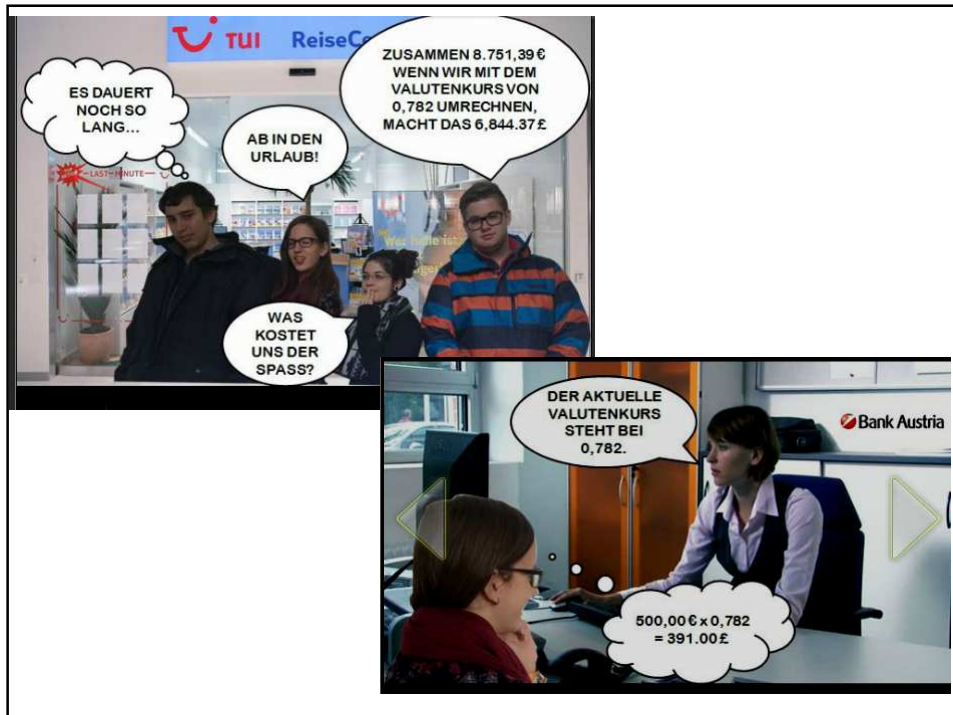 TUI ReiseCe
ES DAUERT
NOCH SO
LANG...
AB IN DEN
URLAUB!
ZUSAMMEN 8.751,39 €
WENN WIR MIT DEM
VALUTENKURS VON
0,782 UMRECHNEN,
MACHT DAS 6,844.37 £
LAST-MINUTE
WAS
KOSTET
UNS DER
SPASS?
DER AKTUELLE
VALUTENKURS
STEHT BEI
0,782.
Bank Austria
500,00 € x 0,782
= 391.00 £